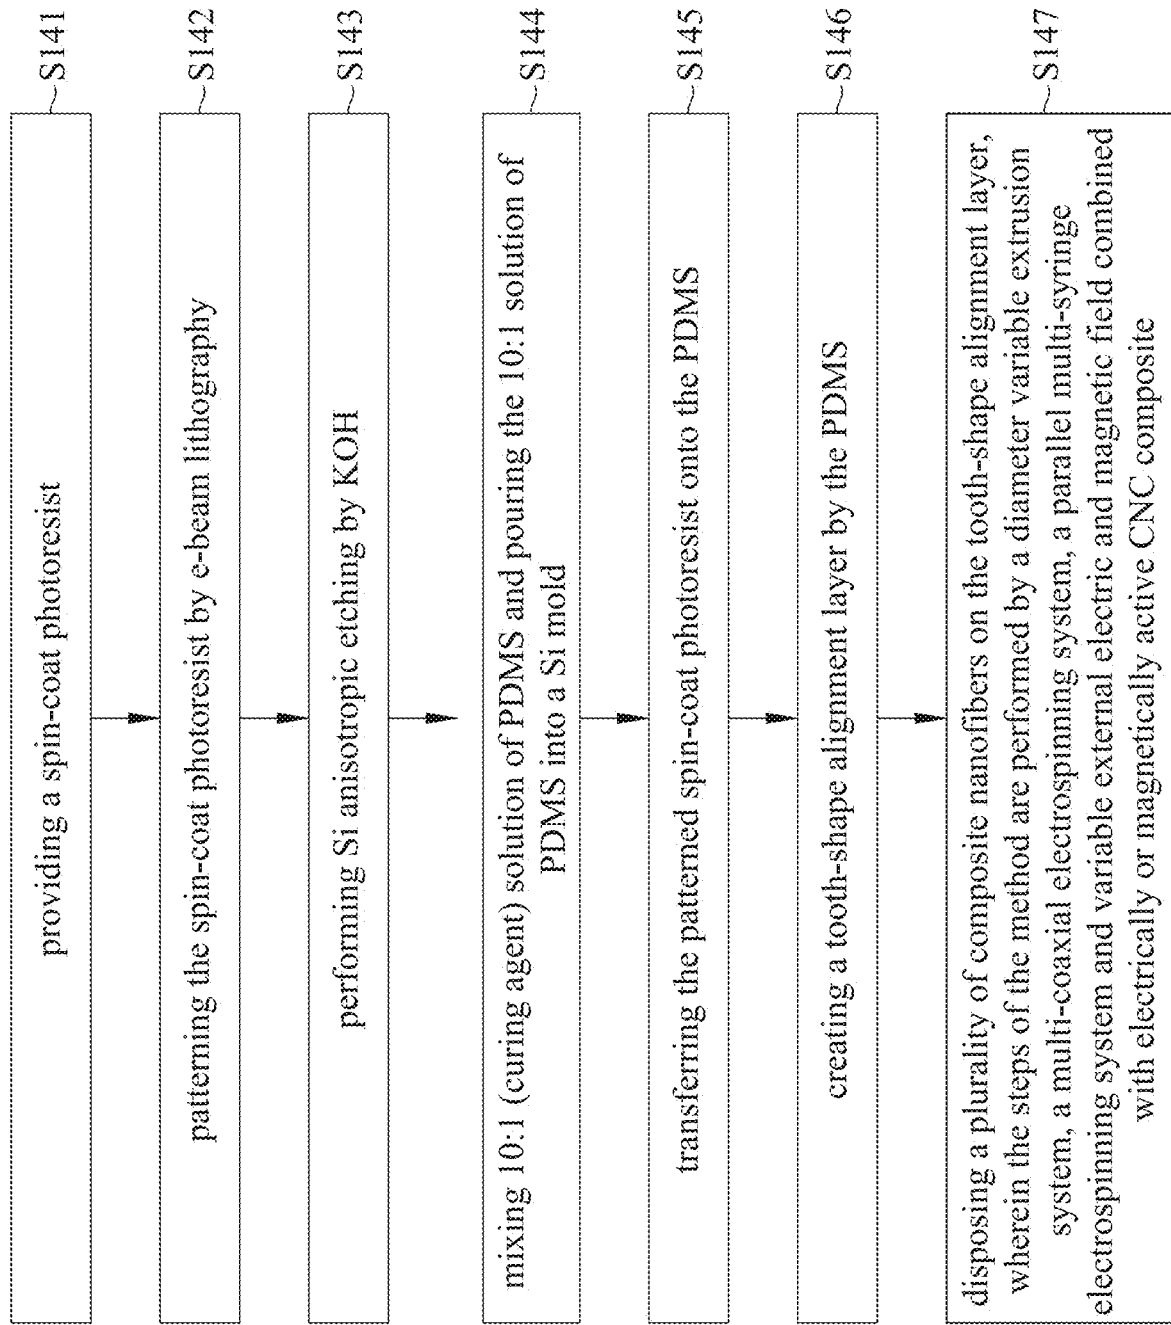 providing a spin-coat photoresist
S141
patterning the spin-coat photoresist by e-beam lithography
S142
performing Si anisotropic etching by KOH
S143
mixing 10:1 (curing agent) solution of PDMS and pouring the 10:1 solution of
PDMS into a Si mold
S144
transferring the patterned spin-coat photoresist onto the PDMS
S145
creating a tooth-shape alignment layer by the PDMS
S146
disposing a plurality of composite nanofibers on the tooth-shape alignment layer,
wherein the steps of the method are performed by a diameter variable extrusion
system, a multi-coaxial electrospinning system, a parallel multi-syringe
electrospinning system and variable external electric and magnetic field combined
with electrically or magnetically active CNC composite
S147